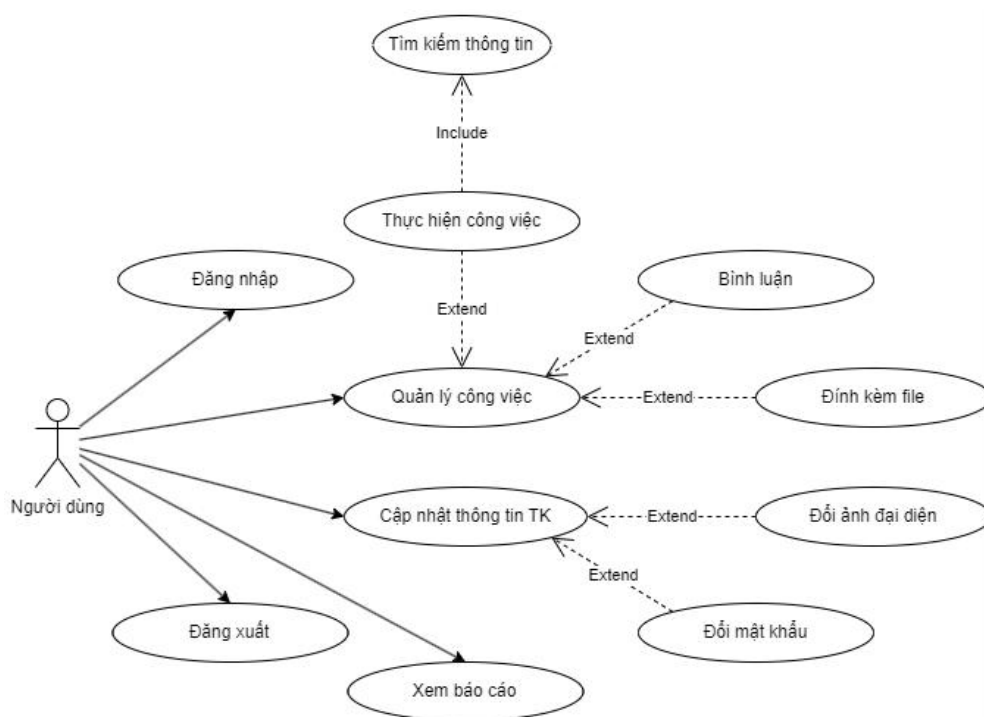 Tìm kiếm thông tin
Include
Thực hiện công việc
Đăng nhập
Extend
Bình luận
Extend
Quản lý công việc
Extend
Đính kèm file
Người dùng
Cập nhật thông tin TK
Extend
Đổi ảnh đại diện
Extend
Đăng xuất
Đổi mật khẩu
Xem báo cáo